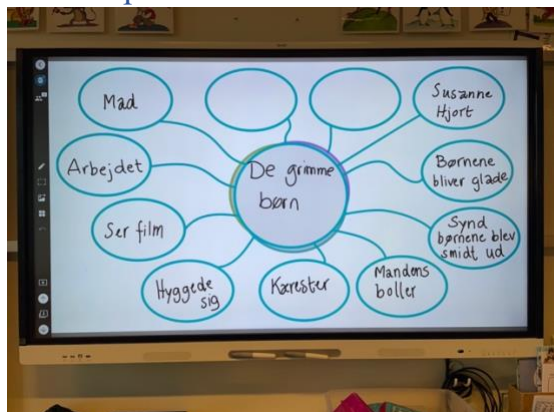 De grimme
børn
Mad
Susanne
Hjort
Arbejdet
Børnene
bliver glade
Ser film
Synd
børnene blev
smidt ud
Hyggede
sig
Kærester
Mandens
boller